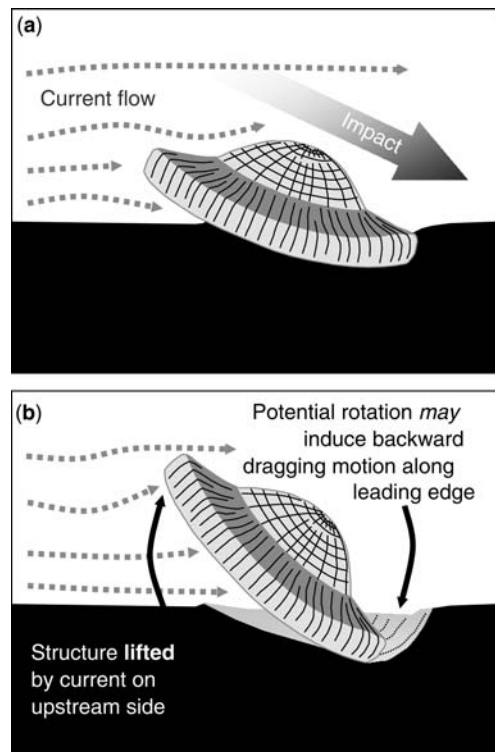 (a)
Current flow
Impact
(b)
Potential rotation may
induce backward
dragging motion along
leading edge
Structure lifted
by current on
upstream side